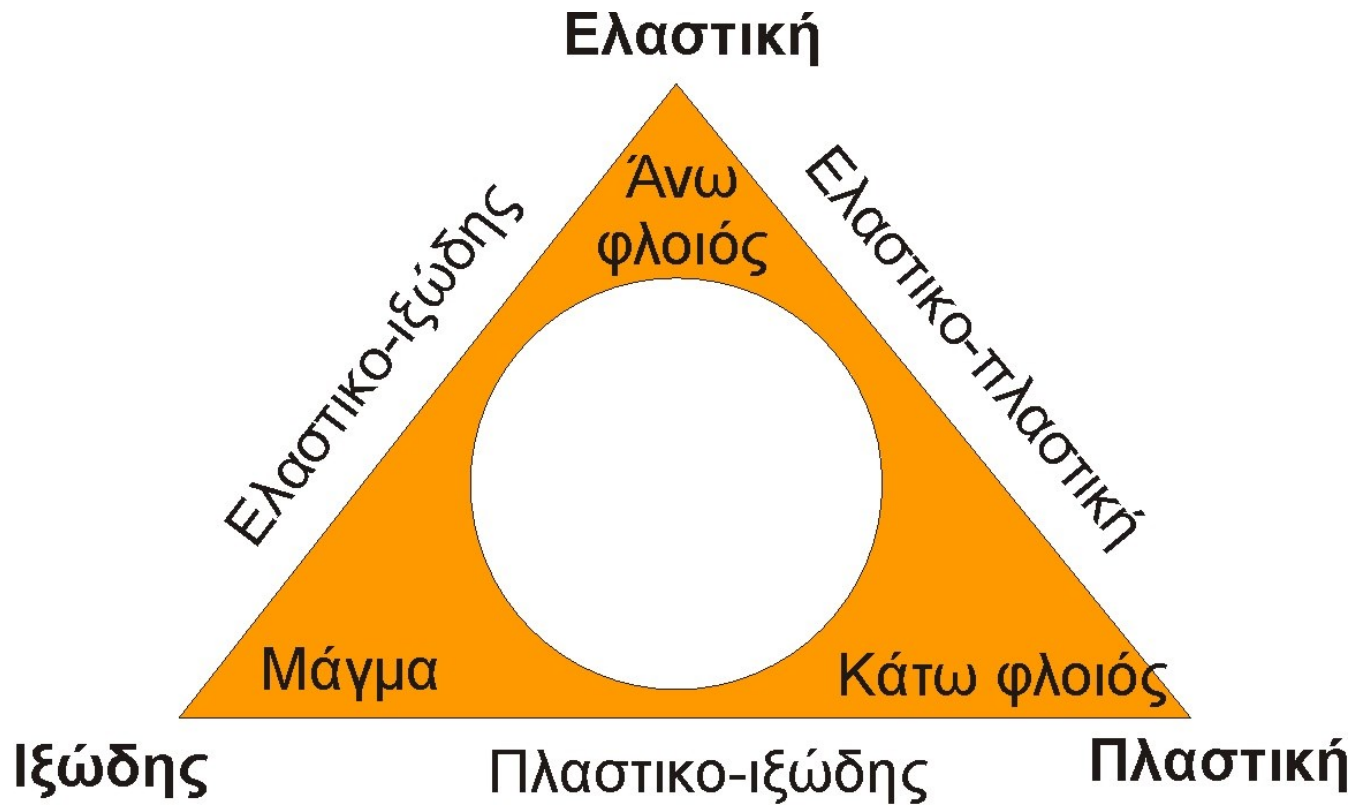 Ελαστική
Άνω
φλοιός
Ελαστικο-ιξώδης
Ελαστικο-πλαστική
Μάγμα
Κάτω φλοιός
Ιξώδης
Πλαστικο-ιξώδης
Πλαστική